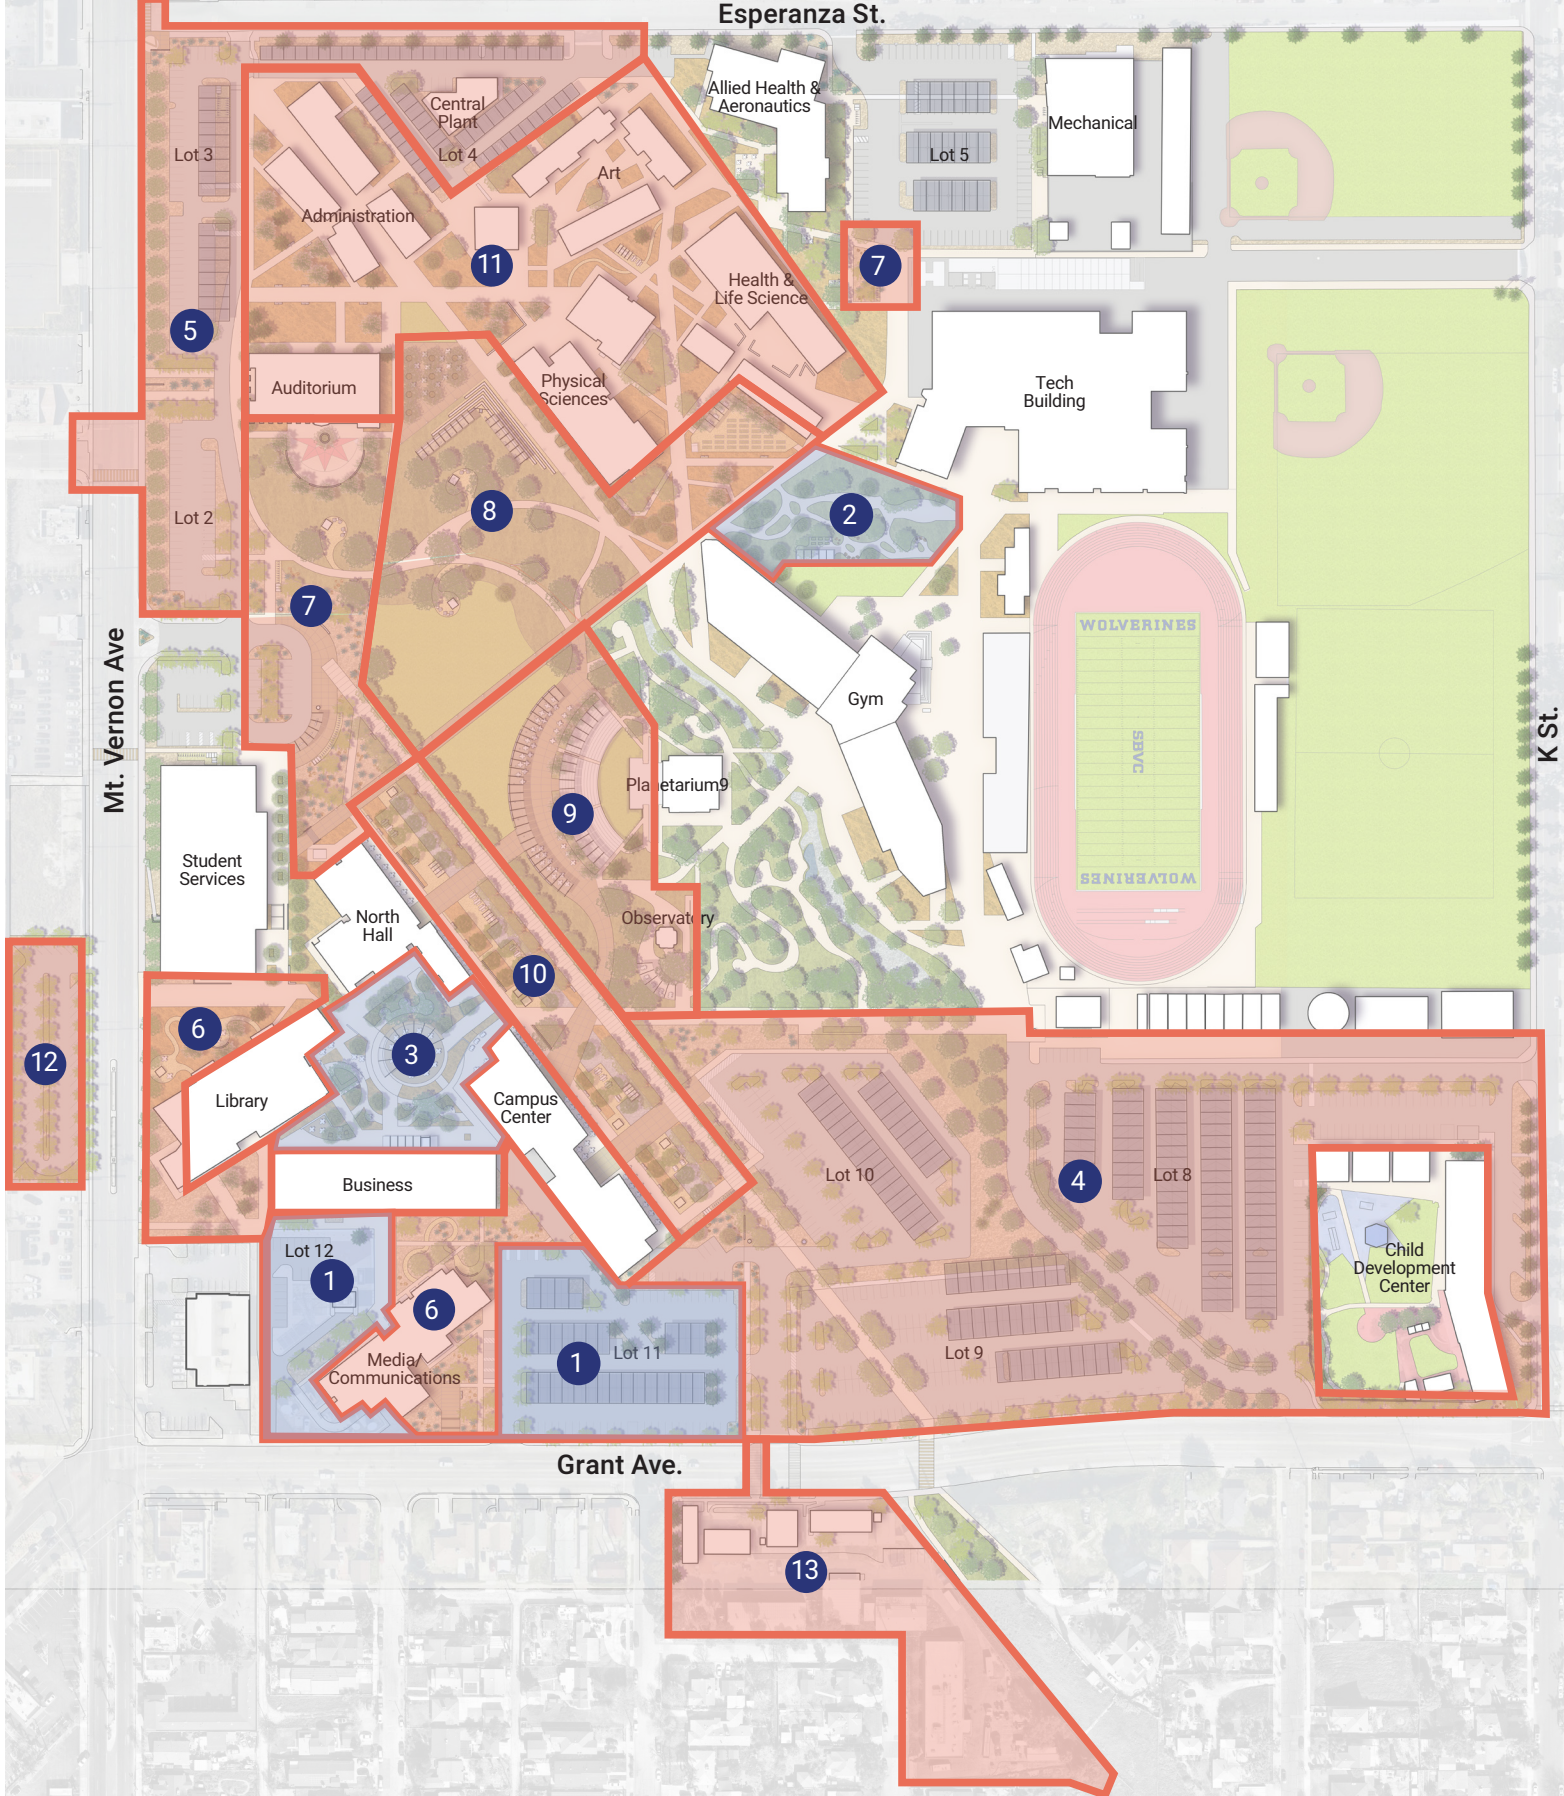 Esperanza St.
Allied Health &
Aeronautics
Central
Plant
Mechanical
Lot 3
Lot 4
Lot 5
Art
Administration
11
7
Health &
Life Science
5
Auditorium
Physical
Sciences
Tech
Building
8
2
Lot 2
7
WOLVERINES
Mt. Vernon Ave
Gym
K St.
SBVC
Planetarium9
9
Student
Services
WOLVERINES
North
Hall
Observatory
10
6
3
12
Library
Campus
Center
Business
Lot 10
4
Lot 8
Lot 12
1
Child
Development
Center
6
Media/
Communications
1
Lot 11
Lot 9
Grant Ave.
13